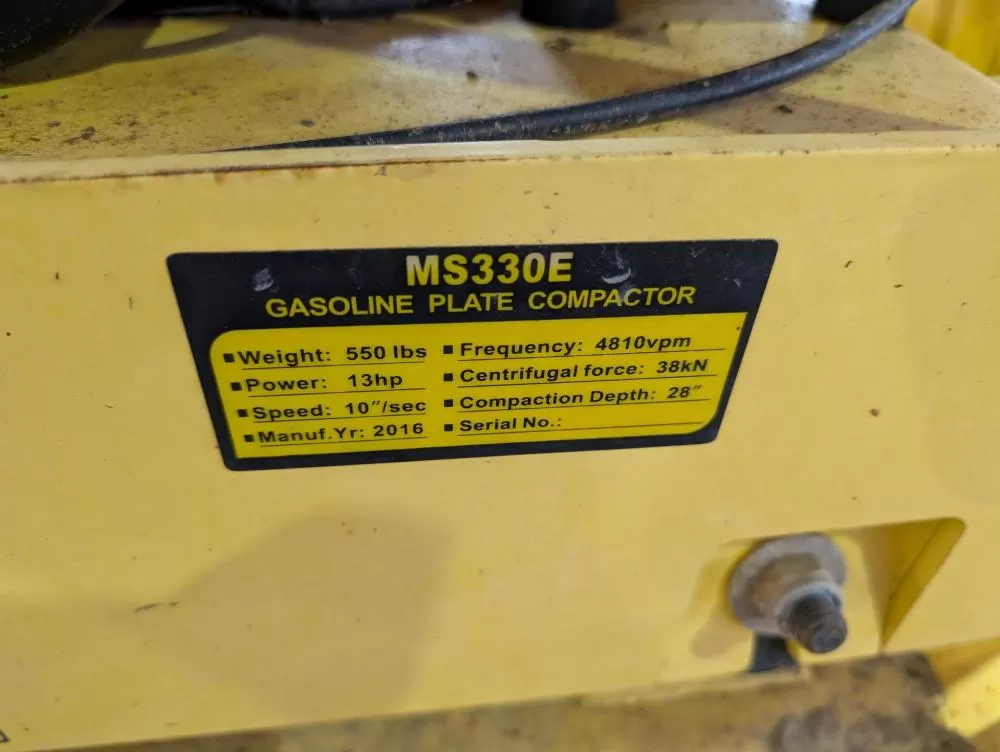 MS330E
GASOLINE PLATE COMPACTOR
▪Weight: 550 lbs
▪Power: 13hp
▪Speed: 10″/sec
▪Manuf.Yr: 2016
▪Frequency: 4810vpm
▪Centrifugal force: 38kN
▪Compaction Depth: 28″
▪Serial No.: